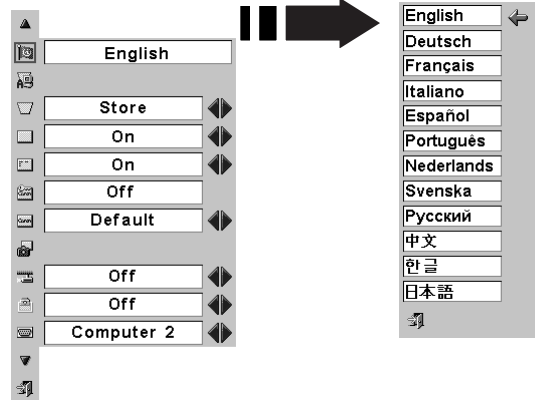 English
Store
On
On
Off
Default
Off
Off
Computer 2
English
Deutsch
Français
Italiano
Español
Português
Nederlands
Svenska
Русский
中文
한글
日本語